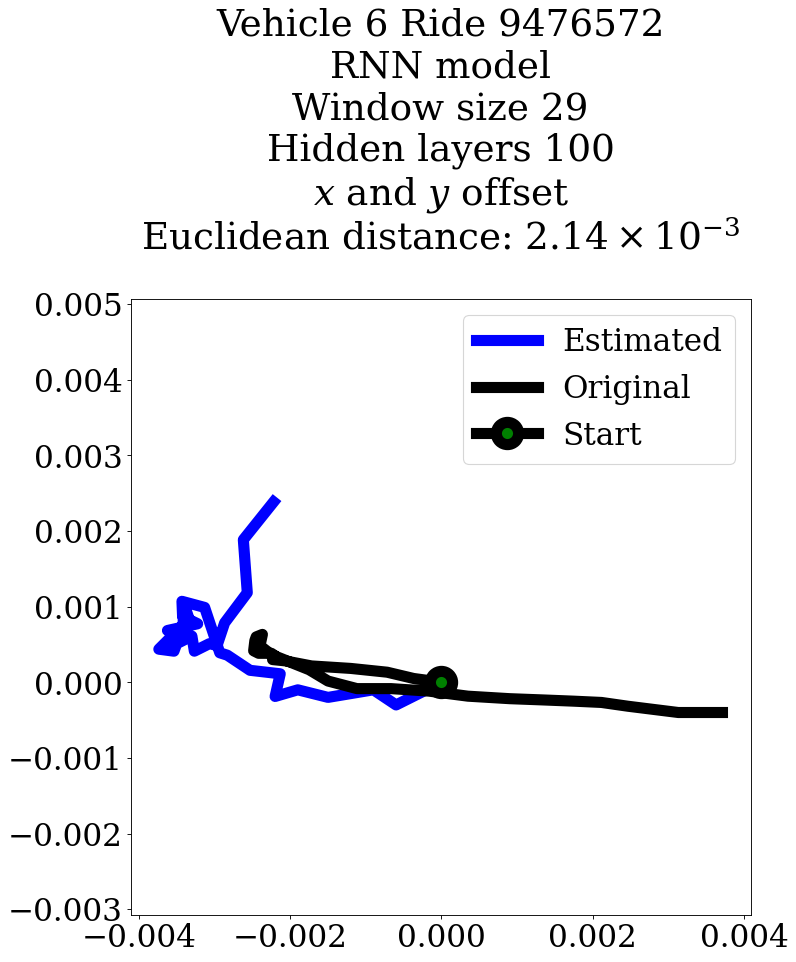 Vehicle 6 Ride 9476572
RNN model
Window size 29
Hidden layers 100
x and y offset
Euclidean distance: 2.14 × 10⁻³
0.005
0.004
0.003
0.002
0.001
0.000
−0.001
−0.002
−0.003
Estimated
Original
Start
−0.004 −0.002 0.000 0.002 0.004